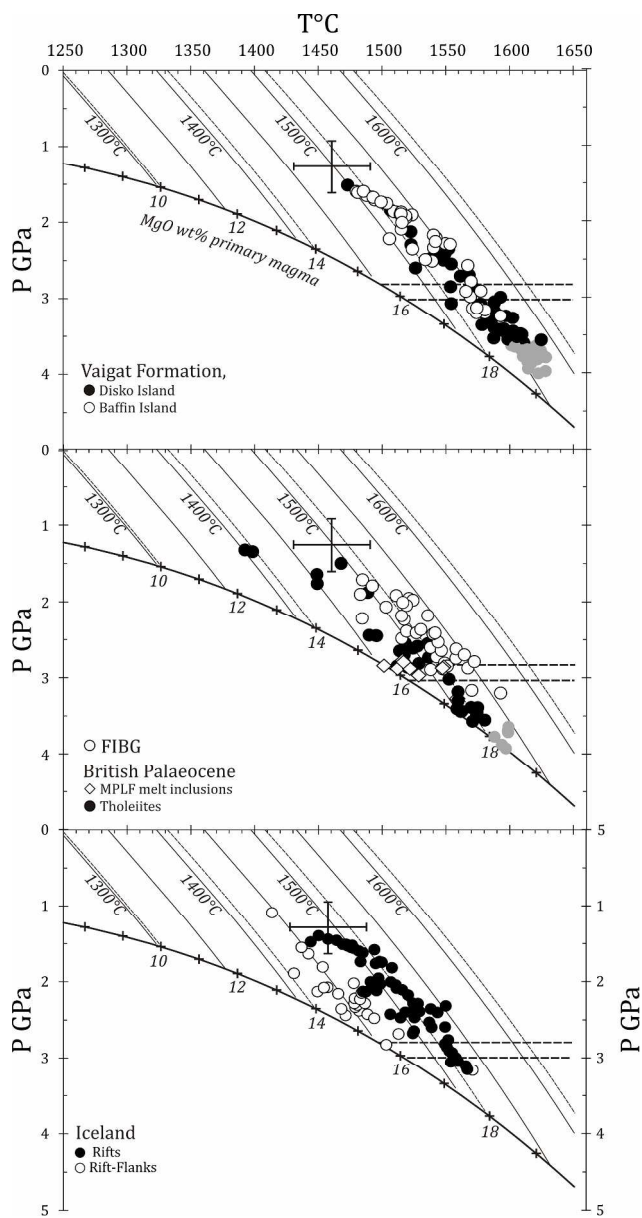 T°C
1250 1300 1350 1400 1450 1500 1550 1600 1650
0
1
2
3
4
P GPa
1300°C
1400°C
1500°C
1600°C
MgO wt% primary magma
10
12
14
16
18
Vaigat Formation,
Disko Island
Baffin Island
0
1
2
3
4
P GPa
1300°C
1400°C
1500°C
1600°C
10
12
14
16
18
FIBG
British Palaeocene
MPLF melt inclusions
Tholeiites
0
1
2
3
4
5
P GPa
5
0
1
2
3
4
5
P GPa
1300°C
1400°C
1500°C
1600°C
10
12
14
16
18
Iceland
Rifts
Rift-Flanks